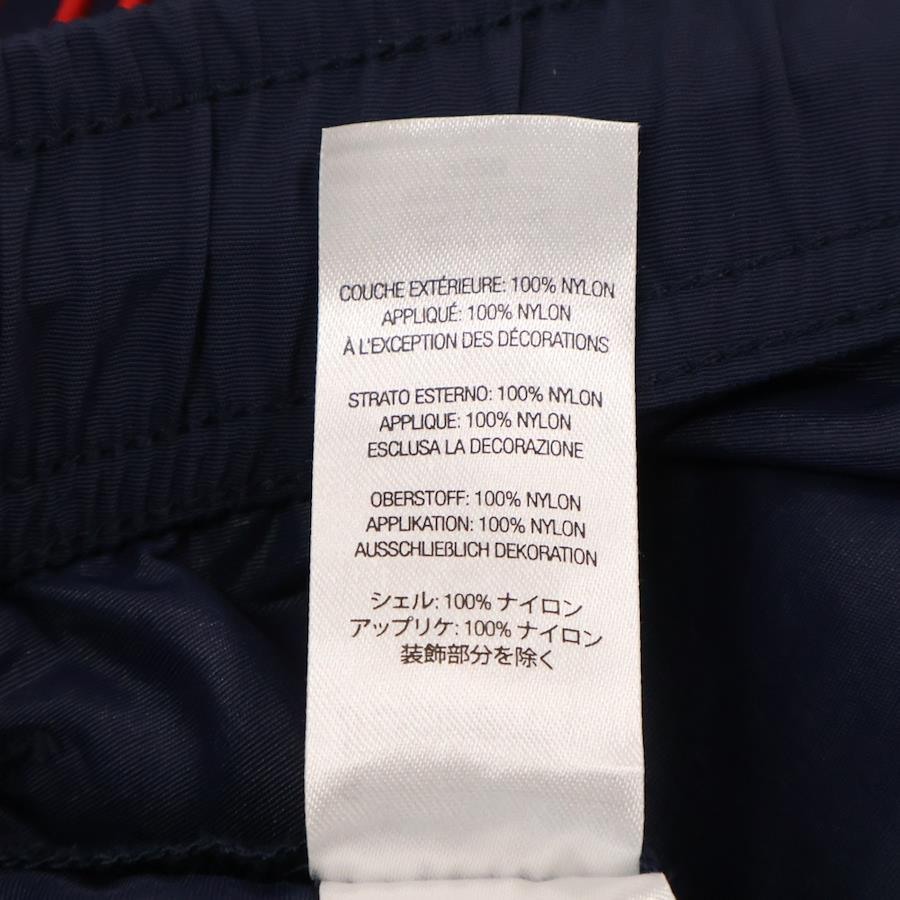 COUCHE EXTÉRIEURE: 100% NYLON
APPLIQUÉ: 100% NYLON
À L'EXCEPTION DES DÉCORATIONS
STRATO ESTERNO: 100% NYLON
APPLIQUE: 100% NYLON
ESCLUSA LA DECORAZIONE
OBERSTOFF: 100% NYLON
APPLIKATION: 100% NYLON
AUSSCHLIEßLICH DEKORATION
シェル: 100% ナイロン
アップリケ: 100% ナイロン
装飾部分を除く